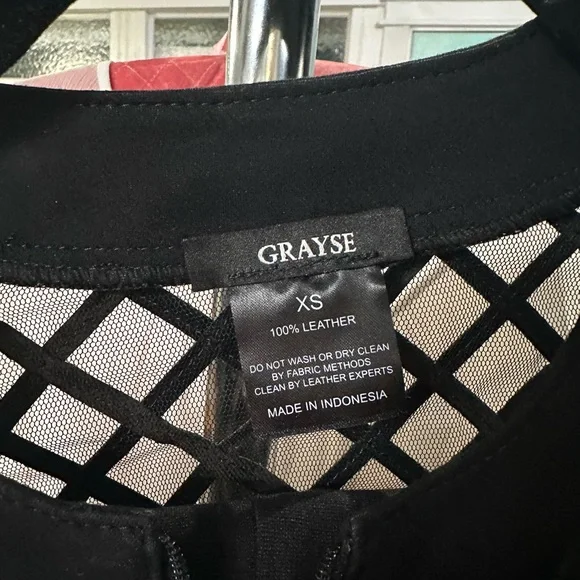 GRAYSE
XS
100% LEATHER
DO NOT WASH OR DRY CLEAN
BY FABRIC METHODS
CLEAN BY LEATHER EXPERTS
MADE IN INDONESIA